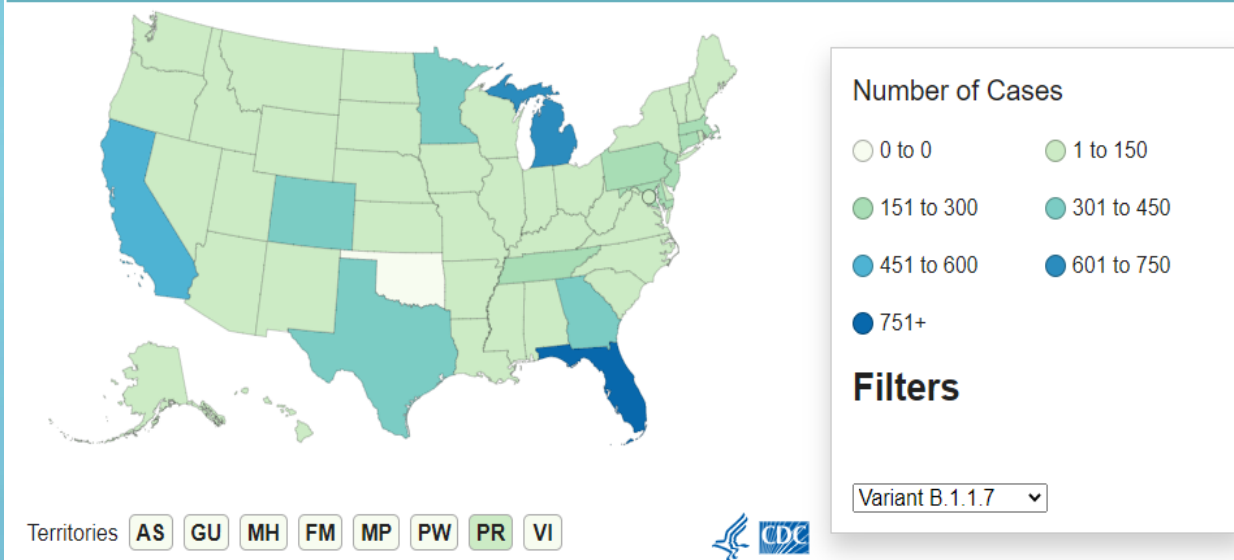 Number of Cases
0 to 0 1 to 150
151 to 300 301 to 450
451 to 600 601 to 750
751+
Filters
Variant B.1.1.7
Territories AS GU MH FM MP PW PR VI
CDC